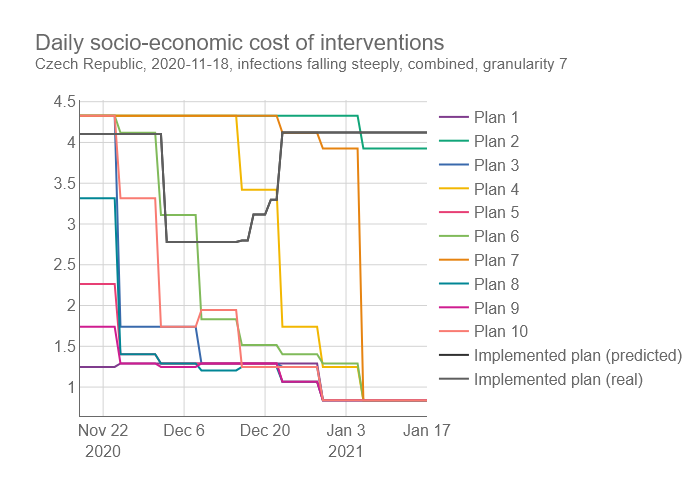 Daily socio-economic cost of interventions
Czech Republic, 2020-11-18, infections falling steeply, combined, granularity 7
4.5
4
3.5
3
2.5
2
1.5
1
Nov 22
2020
Dec 6
Dec 20
Jan 3
2021
Jan 17
Plan 1
Plan 2
Plan 3
Plan 4
Plan 5
Plan 6
Plan 7
Plan 8
Plan 9
Plan 10
Implemented plan (predicted)
Implemented plan (real)